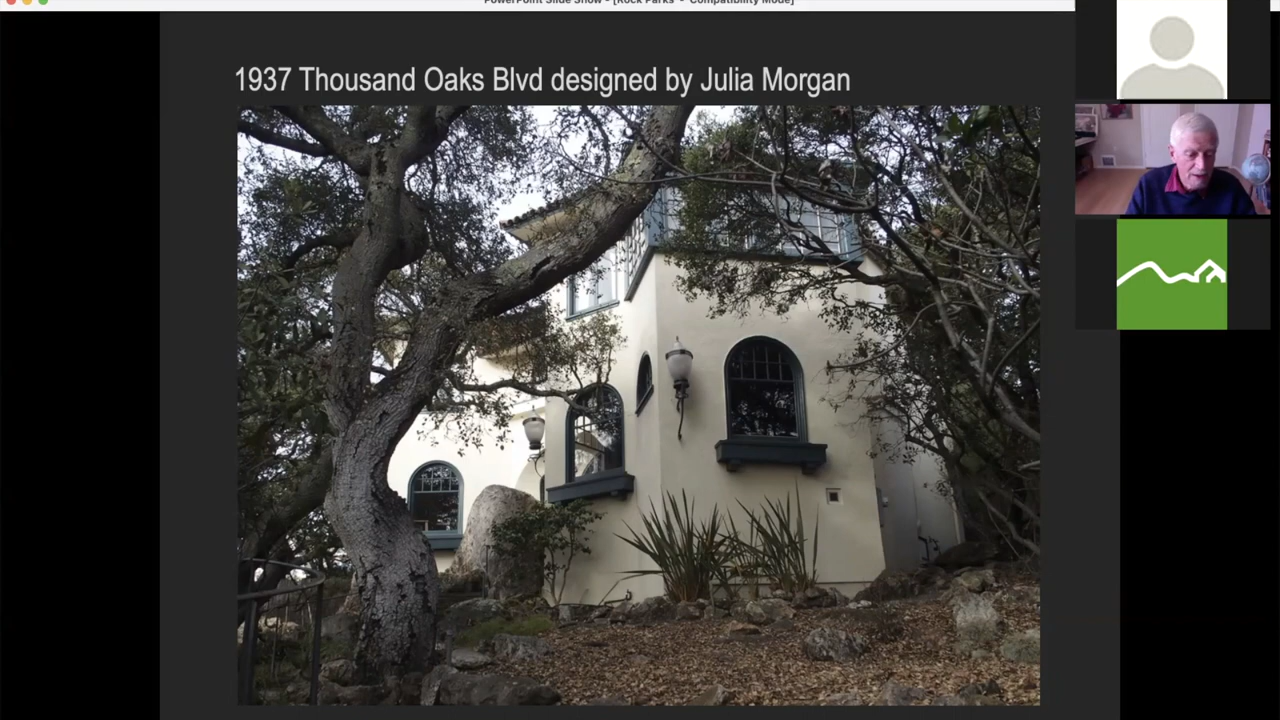 PowerPoint Slide Show - [Rock Parks - Compatibility Mode]
1937 Thousand Oaks Blvd designed by Julia Morgan